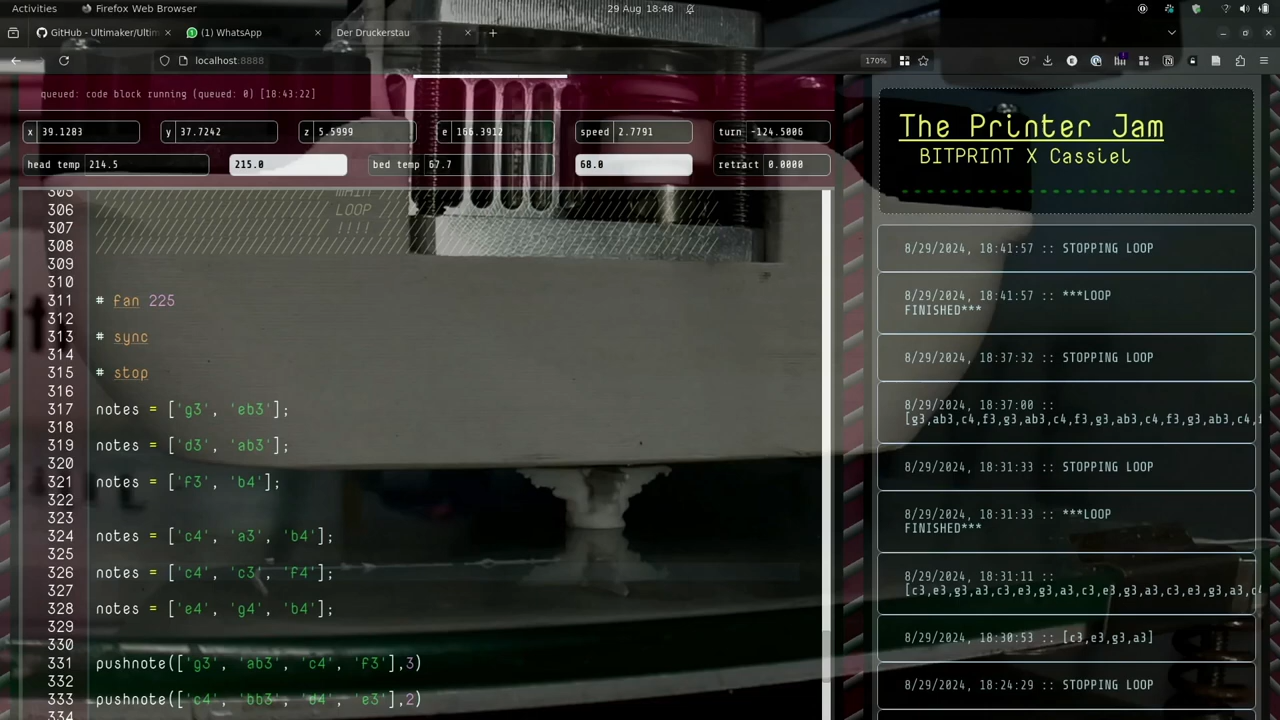 Activities
Firefox Web Browser
29 Aug 18:48
GitHub - Ultimaker/Ultim
(1) WhatsApp
Der Druckerstau
localhost:8888
170%
queued: code block running (queued: 0) [18:43:22]
x 39.1283
y 37.7242
z 5.5999
e 166.3912
speed 2.7791
turn -124.5006
head temp 214.5
215.0
bed temp 67.7
68.0
retract 0.0000
305 MAIN
306 LOOP
307 !!!!
308
309
310
311 # fan 225
312
313 # sync
314
315 # stop
316
317 notes = ['g3', 'eb3'];
318
319 notes = ['d3', 'ab3'];
320
321 notes = ['f3', 'b4'];
322
323
324 notes = ['c4', 'a3', 'b4'];
325
326 notes = ['c4', 'c3', 'f4'];
327
328 notes = ['e4', 'g4', 'b4'];
329
330
331 pushnote(['g3', 'ab3', 'c4', 'f3'],3)
332
333 pushnote(['c4', 'bb3', 'd4', 'e3'],2)
334
The Printer Jam
BITPRINT X Cassiel
8/29/2024, 18:41:57 :: STOPPING LOOP
8/29/2024, 18:41:57 :: ***LOOP
FINISHED***
8/29/2024, 18:37:32 :: STOPPING LOOP
8/29/2024, 18:37:00 ::
[g3,ab3,c4,f3,g3,ab3,c4,f3,g3,ab3,c4,f
8/29/2024, 18:31:33 :: STOPPING LOOP
8/29/2024, 18:31:33 :: ***LOOP
FINISHED***
8/29/2024, 18:31:11 ::
[c3,e3,g3,a3,c3,e3,g3,a3,c3,e3,g3,a3,c
8/29/2024, 18:30:53 :: [c3,e3,g3,a3]
8/29/2024, 18:24:29 :: STOPPING LOOP